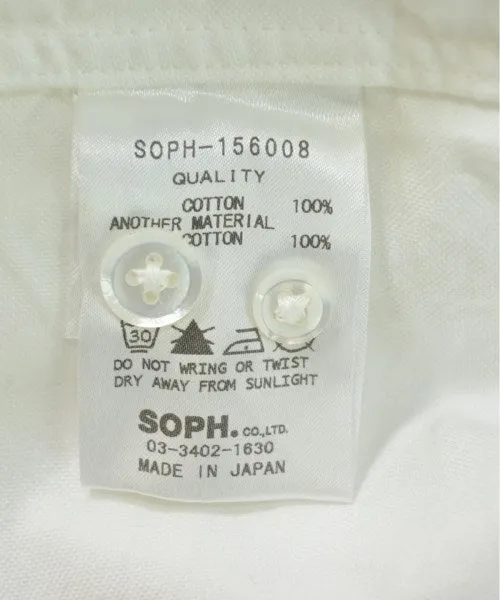 SOPH-156008
QUALITY
COTTON 100%
ANOTHER MATERIAL
COTTON 100%
30
DO NOT WRING OR TWIST
DRY AWAY FROM SUNLIGHT
SOPH. CO.,LTD.
03-3402-1630
MADE IN JAPAN